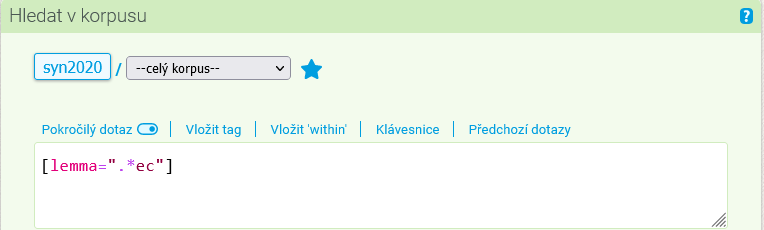 Hledat v korpusu
?
syn2020 / --celý korpus--
Pokročilý dotaz Vložit tag Vložit 'within' Klávesnice Předchozí dotazy
[lemma=".*ec"]